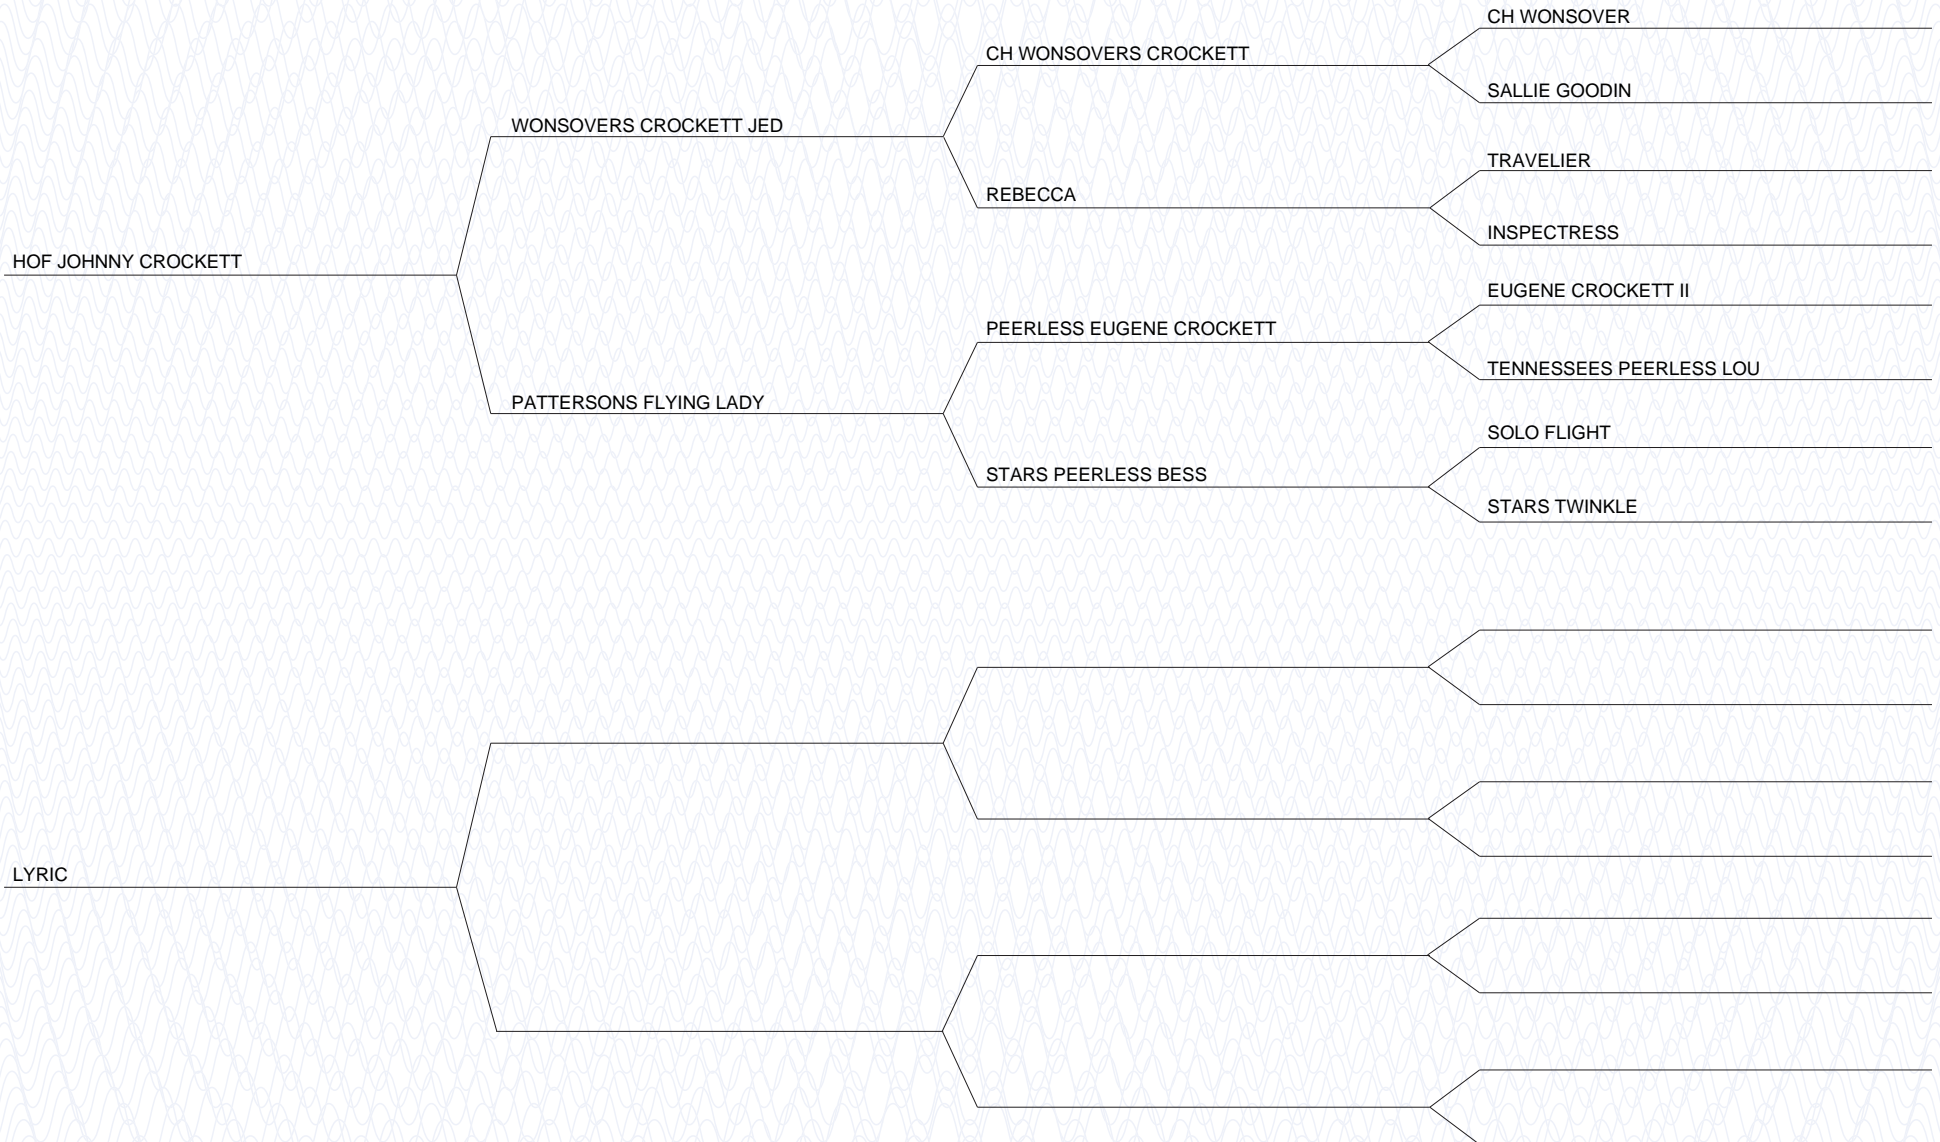 CH WONSOVER
CH WONSOVERS CROCKETT
SALLIE GOODIN
WONSOVERS CROCKETT JED
TRAVELIER
REBECCA
INSPECTRESS
HOF JOHNNY CROCKETT
EUGENE CROCKETT II
PEERLESS EUGENE CROCKETT
TENNESSEES PEERLESS LOU
PATTERSONS FLYING LADY
SOLO FLIGHT
STARS PEERLESS BESS
STARS TWINKLE
LYRIC